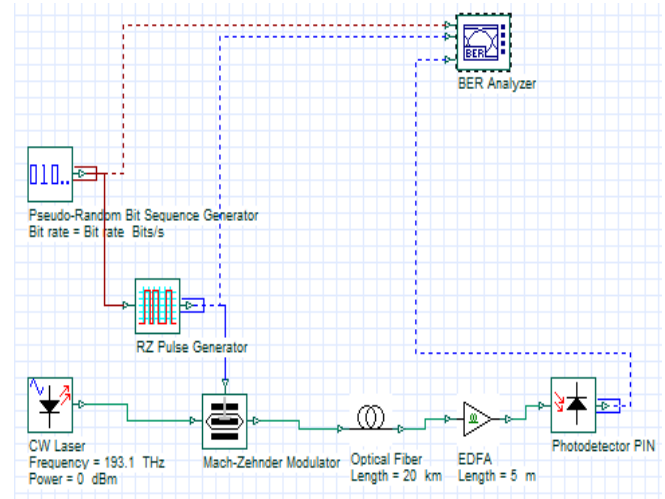 BER
BER Analyzer
010..
Pseudo-Random Bit Sequence Generator
Bit rate = Bit rate Bits/s
RZ Pulse Generator
CW Laser
Frequency = 193.1 THz
Power = 0 dBm
Mach-Zehnder Modulator
Optical Fiber
Length = 20 km
EDFA
Length = 5 m
Photodetector PIN